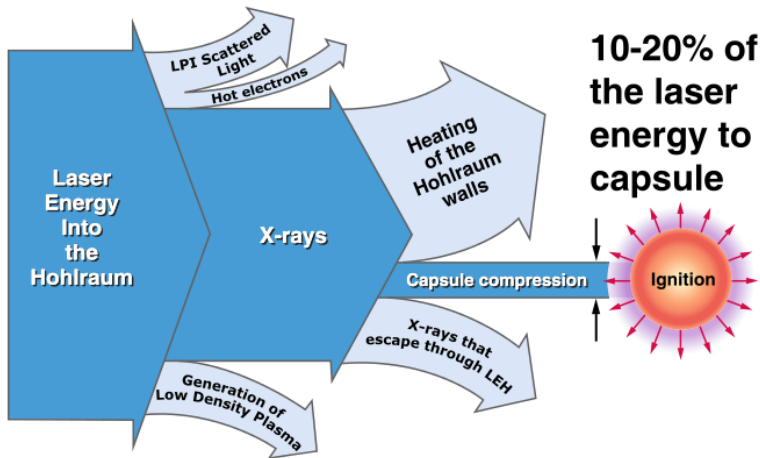 LPI Scattered
Light
Hot electrons
10-20% of
the laser
energy to
capsule
Heating
of the
Hohlraum
walls
Laser
Energy
Into
the
Hohlraum
X-rays
Capsule compression
Ignition
X-rays that
escape through LEH
Generation of
Low Density Plasma